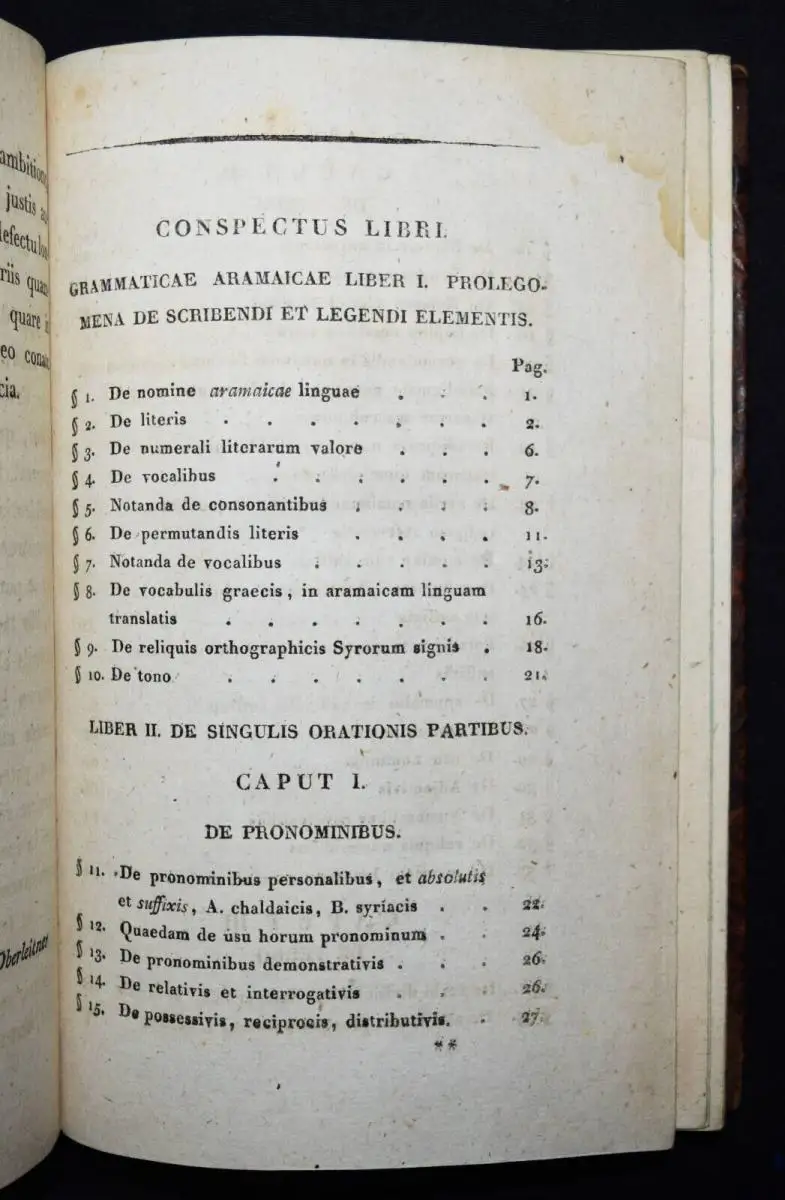 ambitione
justis
defectu
riis
quare
eo
cia.
Oberleitner
CONSPECTUS LIBRI.
GRAMMATICAE ARAMAICAE LIBER I. PROLEGO-
MENA DE SCRIBENDI ET LEGENDI ELEMENTIS.
Pag.
§ 1. De nomine aramaicae linguae . . . 1.
§ 2. De literis . . . . . . . 2.
§ 3. De numerali literarum valore . . . 6.
§ 4. De vocalibus . . . . . . 7.
§ 5. Notanda de consonantibus . . . . 8.
§ 6. De permutandis literis . . . . 11.
§ 7. Notanda de vocalibus . . . . . 13.
§ 8. De vocabulis graecis, in aramaicam linguam
translatis . . . . . . . 16.
§ 9. De reliquis orthographicis Syrorum signis . 18.
§ 10. De tono . . . . . . . 21.
LIBER II. DE SINGULIS ORATIONIS PARTIBUS.
CAPUT I.
DE PRONOMINIBUS.
§ 11. De pronominibus personalibus, et absolutis
et suffixis, A. chaldaicis, B. syriacis . . 22.
§ 12. Quaedam de usu horum pronominum . . 24.
§ 13. De pronominibus demonstrativis . . . 26.
§ 14. De relativis et interrogativis . . . 26.
§ 15. De possessivis, reciprocis, distributivis. . 27.
**